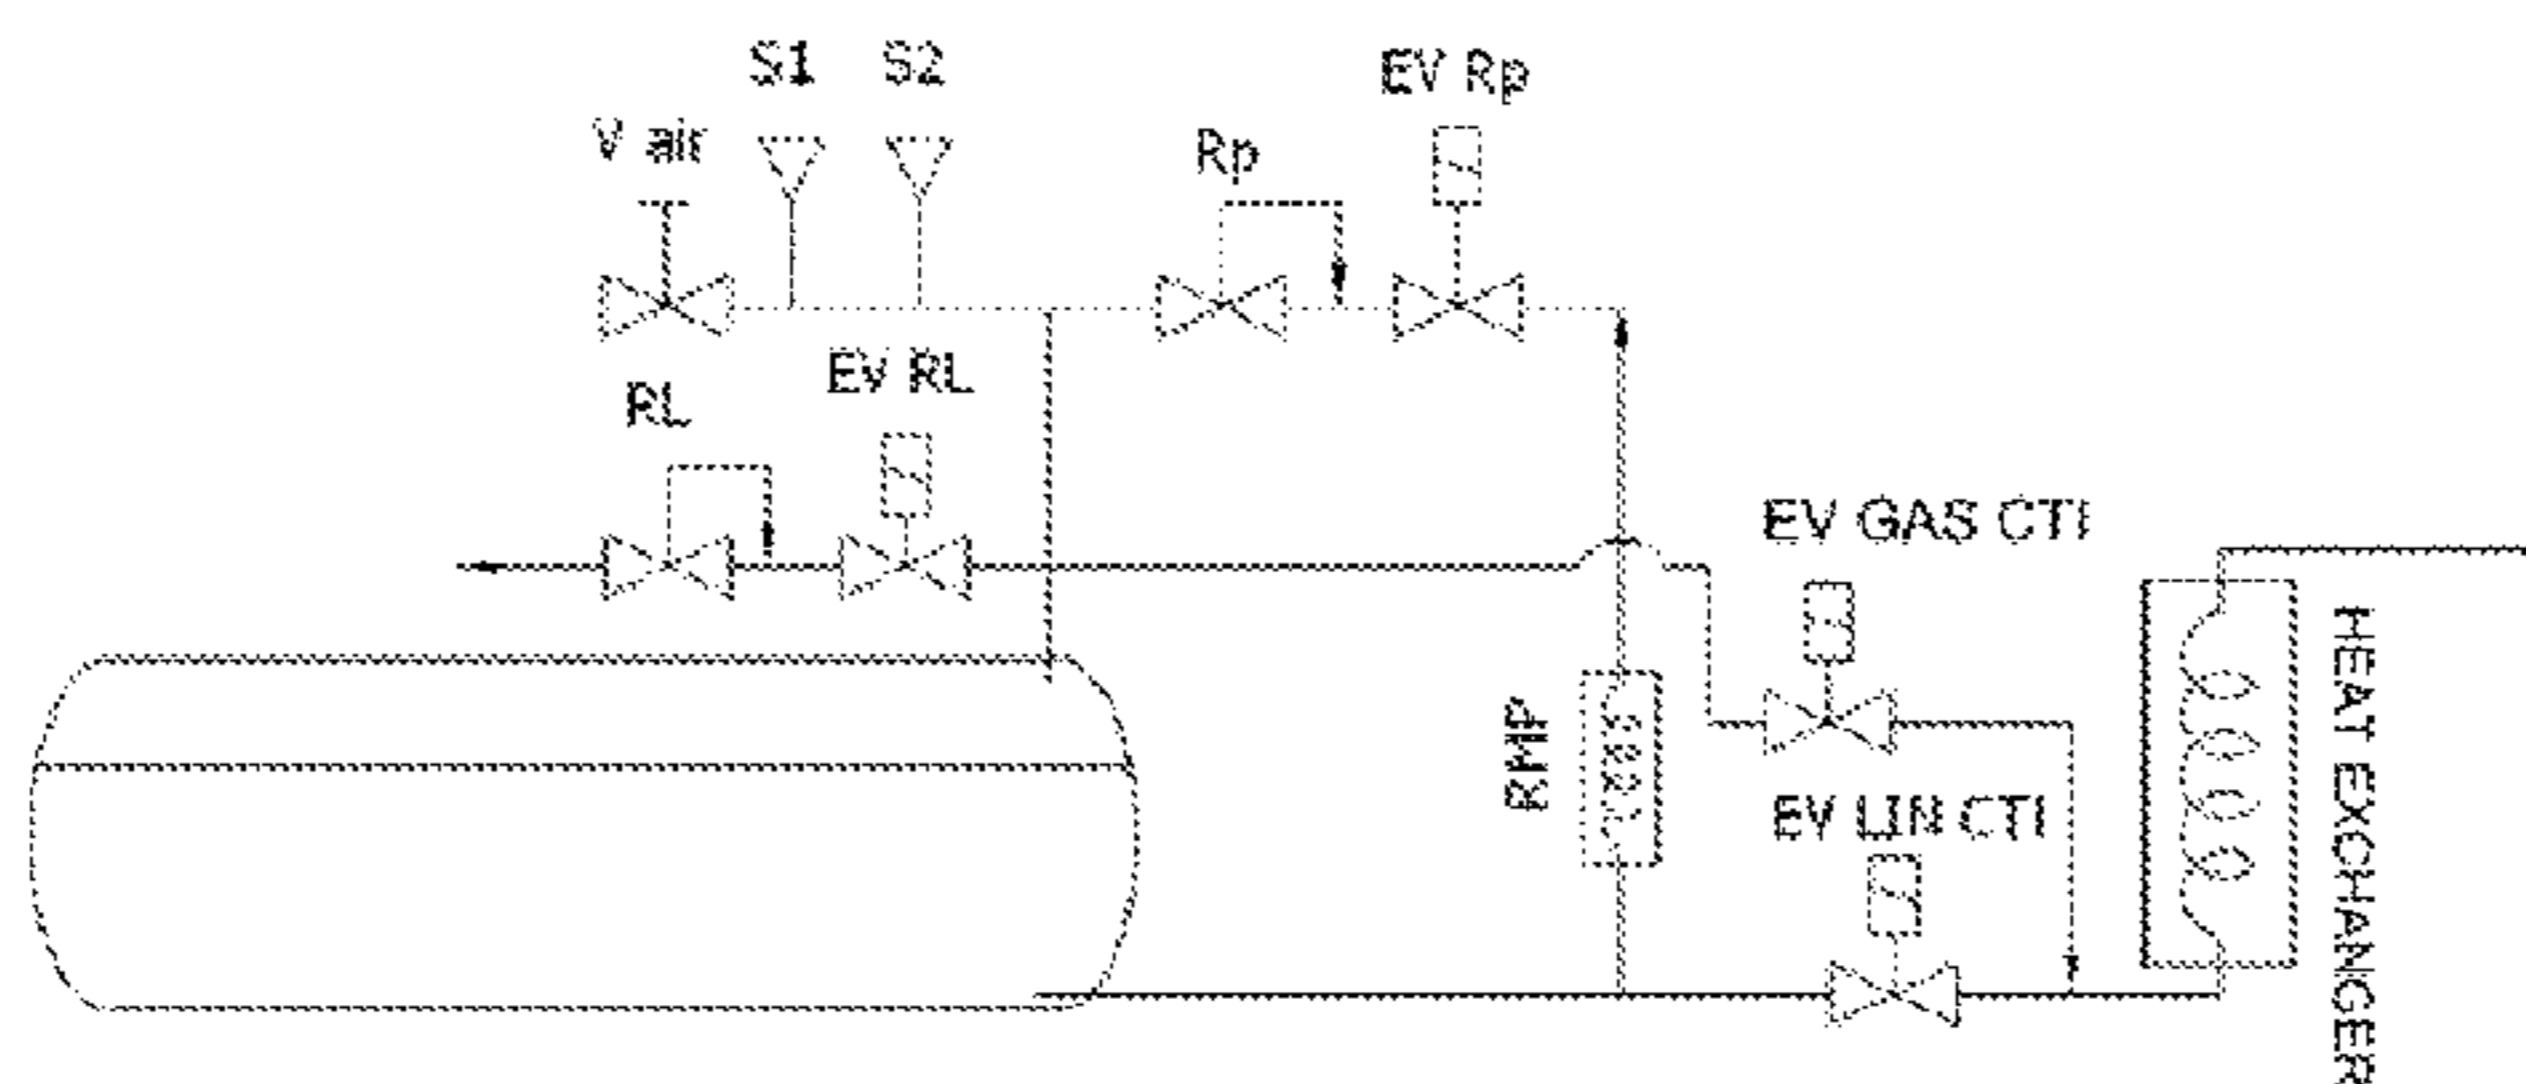 S1
S2
EV Rp
V air
Rp
EV RL
RL
EV GAS CTI
HEAT EXCHANGER
RMP
EV LIN CTI